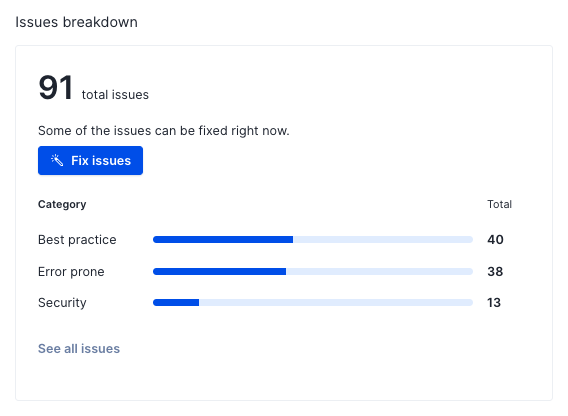 Issues breakdown
91 total issues
Some of the issues can be fixed right now.
Fix issues
Category Total
Best practice 40
Error prone 38
Security 13
See all issues